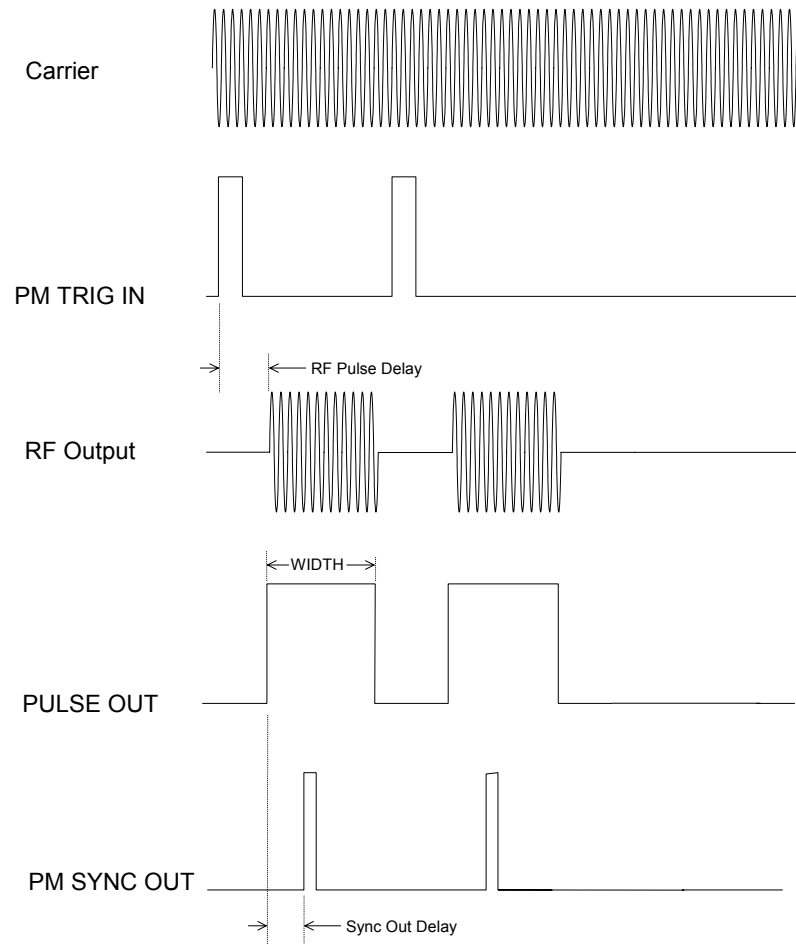 Carrier
PM TRIG IN
RF Pulse Delay
RF Output
WIDTH
PULSE OUT
PM SYNC OUT
Sync Out Delay